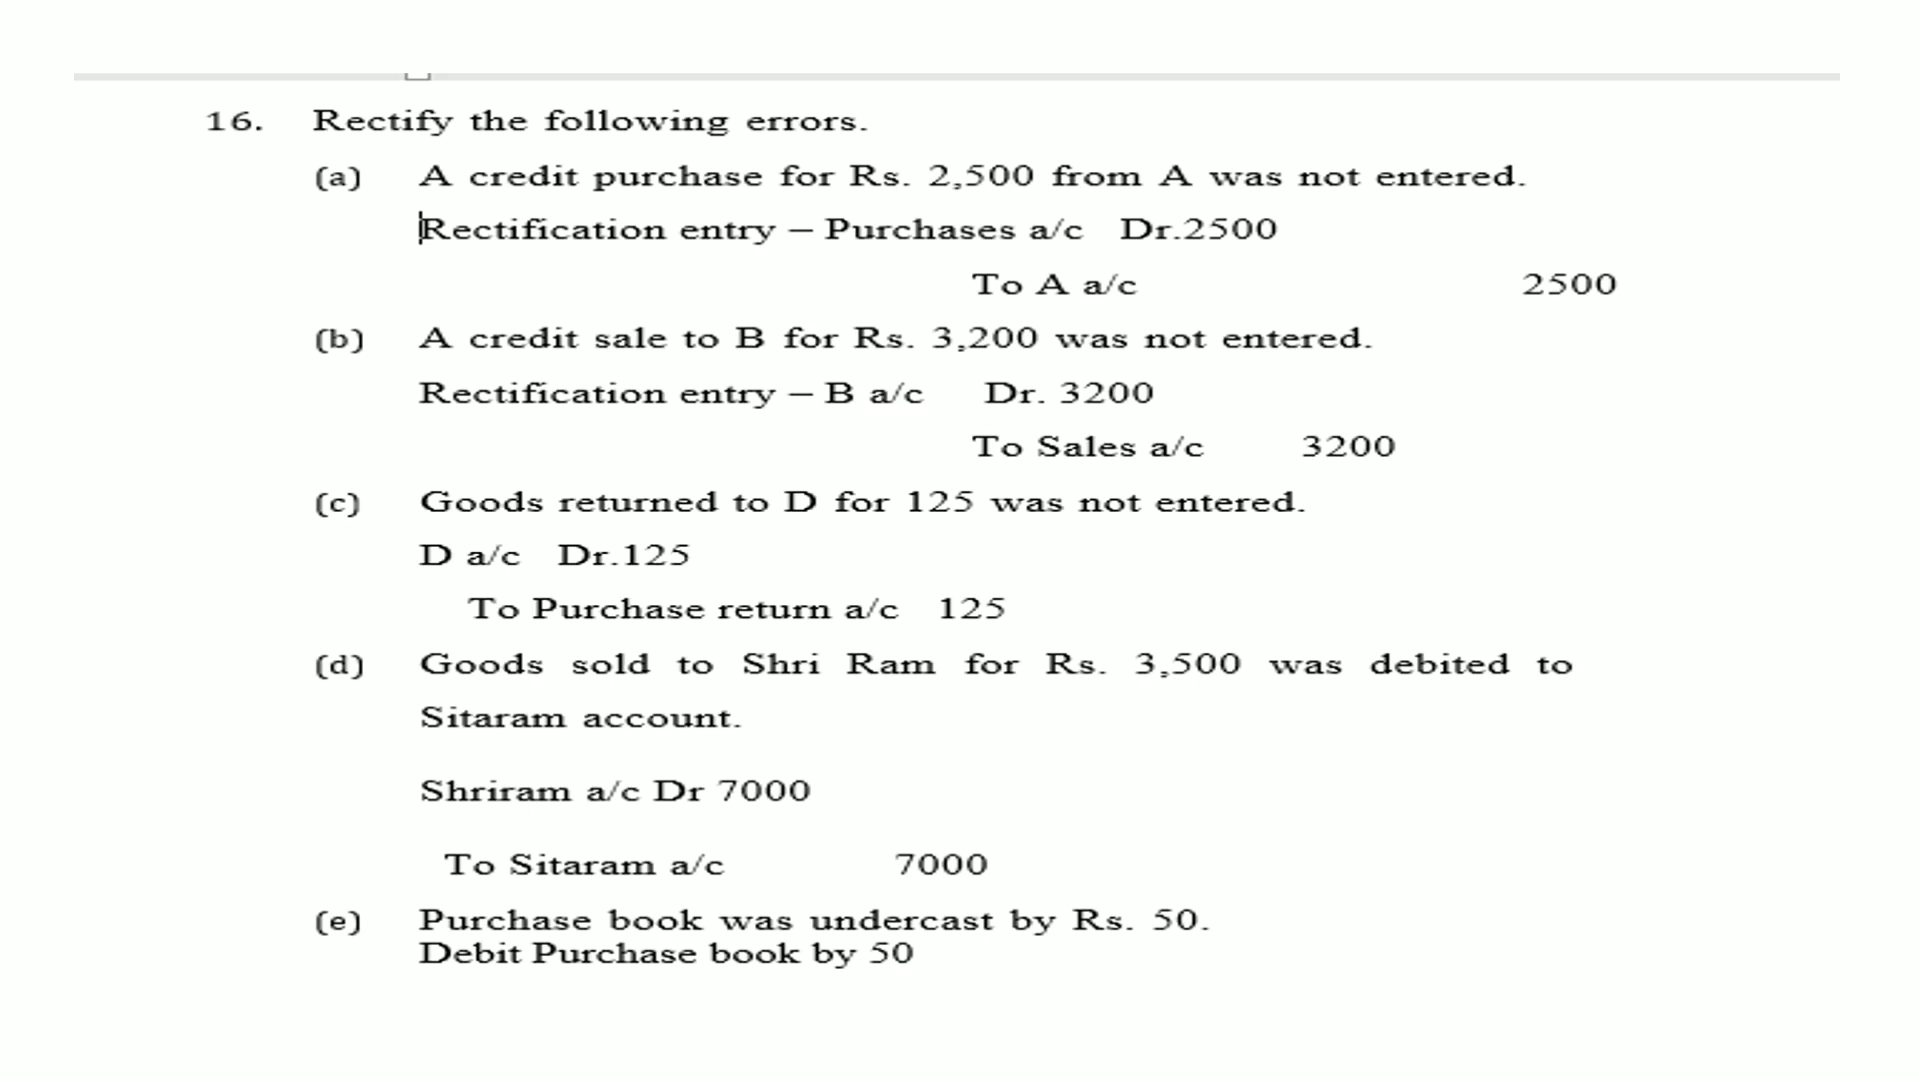 16. Rectify the following errors.
(a) A credit purchase for Rs. 2,500 from A was not entered.
Rectification entry – Purchases a/c Dr.2500
To A a/c 2500
(b) A credit sale to B for Rs. 3,200 was not entered.
Rectification entry – B a/c Dr. 3200
To Sales a/c 3200
(c) Goods returned to D for 125 was not entered.
D a/c Dr.125
To Purchase return a/c 125
(d) Goods sold to Shri Ram for Rs. 3,500 was debited to
Sitaram account.
Shriram a/c Dr 7000
To Sitaram a/c 7000
(e) Purchase book was undercast by Rs. 50.
Debit Purchase book by 50